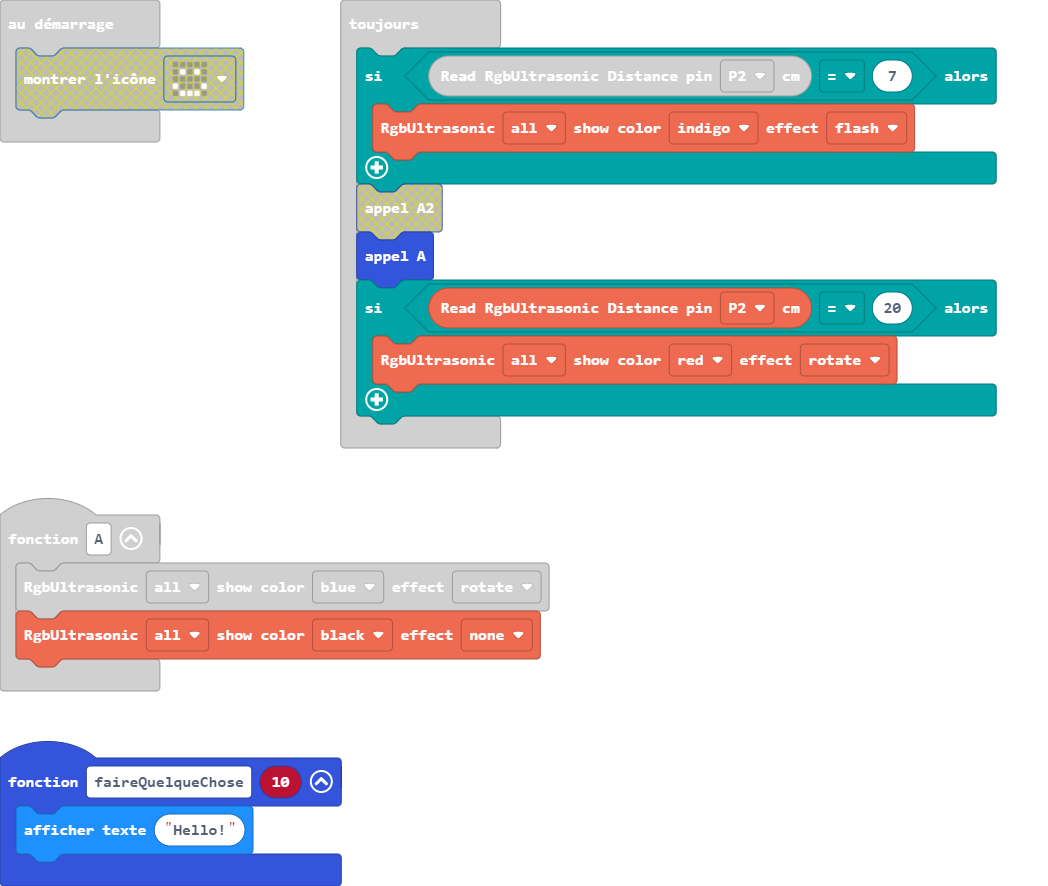 au démarrage
montrer l'icône
toujours
si Read RgbUltrasonic Distance pin P2 cm = 7 alors
RgbUltrasonic all show color indigo effect flash
appel A2
appel A
si Read RgbUltrasonic Distance pin P2 cm = 20 alors
RgbUltrasonic all show color red effect rotate
fonction A
RgbUltrasonic all show color blue effect rotate
RgbUltrasonic all show color black effect none
fonction faireQuelqueChose 10
afficher texte "Hello!"